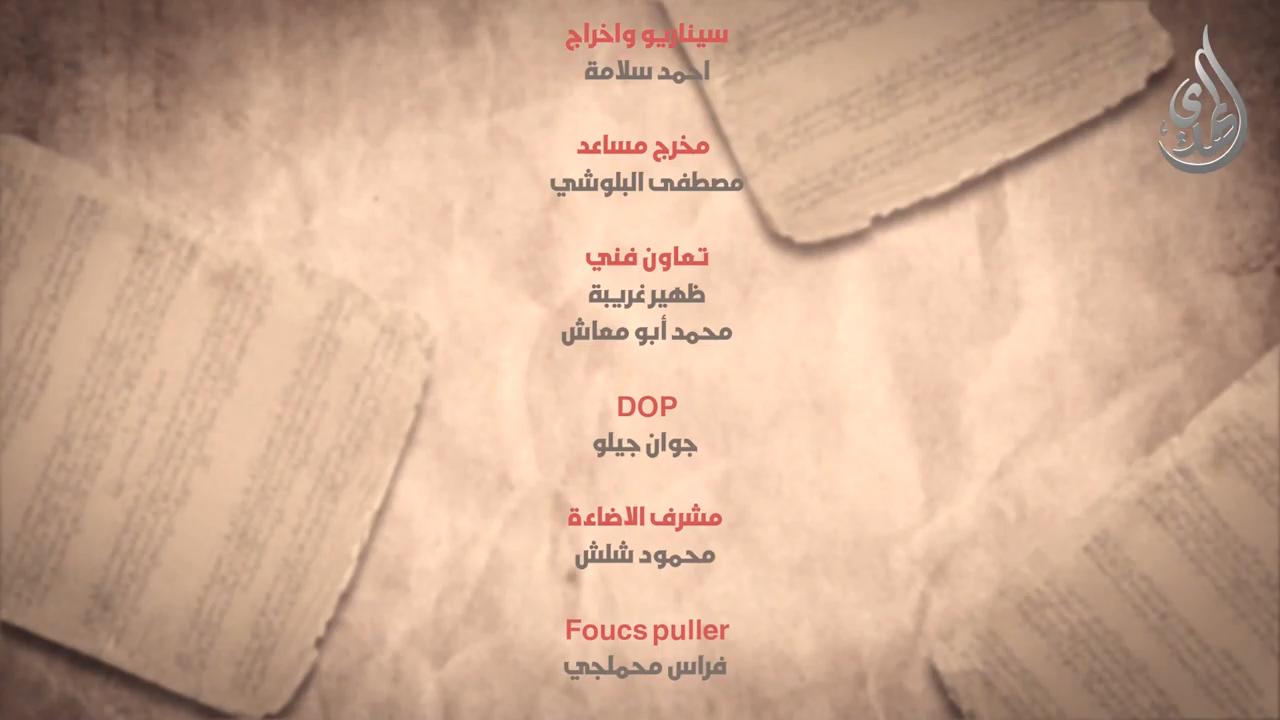 سيناريو واخراج
احمد سلامة
مخرج مساعد
مصطفى البلوشي
تعاون فني
ظهير غريبة
محمد أبو معاش
DOP
جوان جيلو
مشرف الاضاءة
محمود شلش
Foucs puller
فراس محملجي